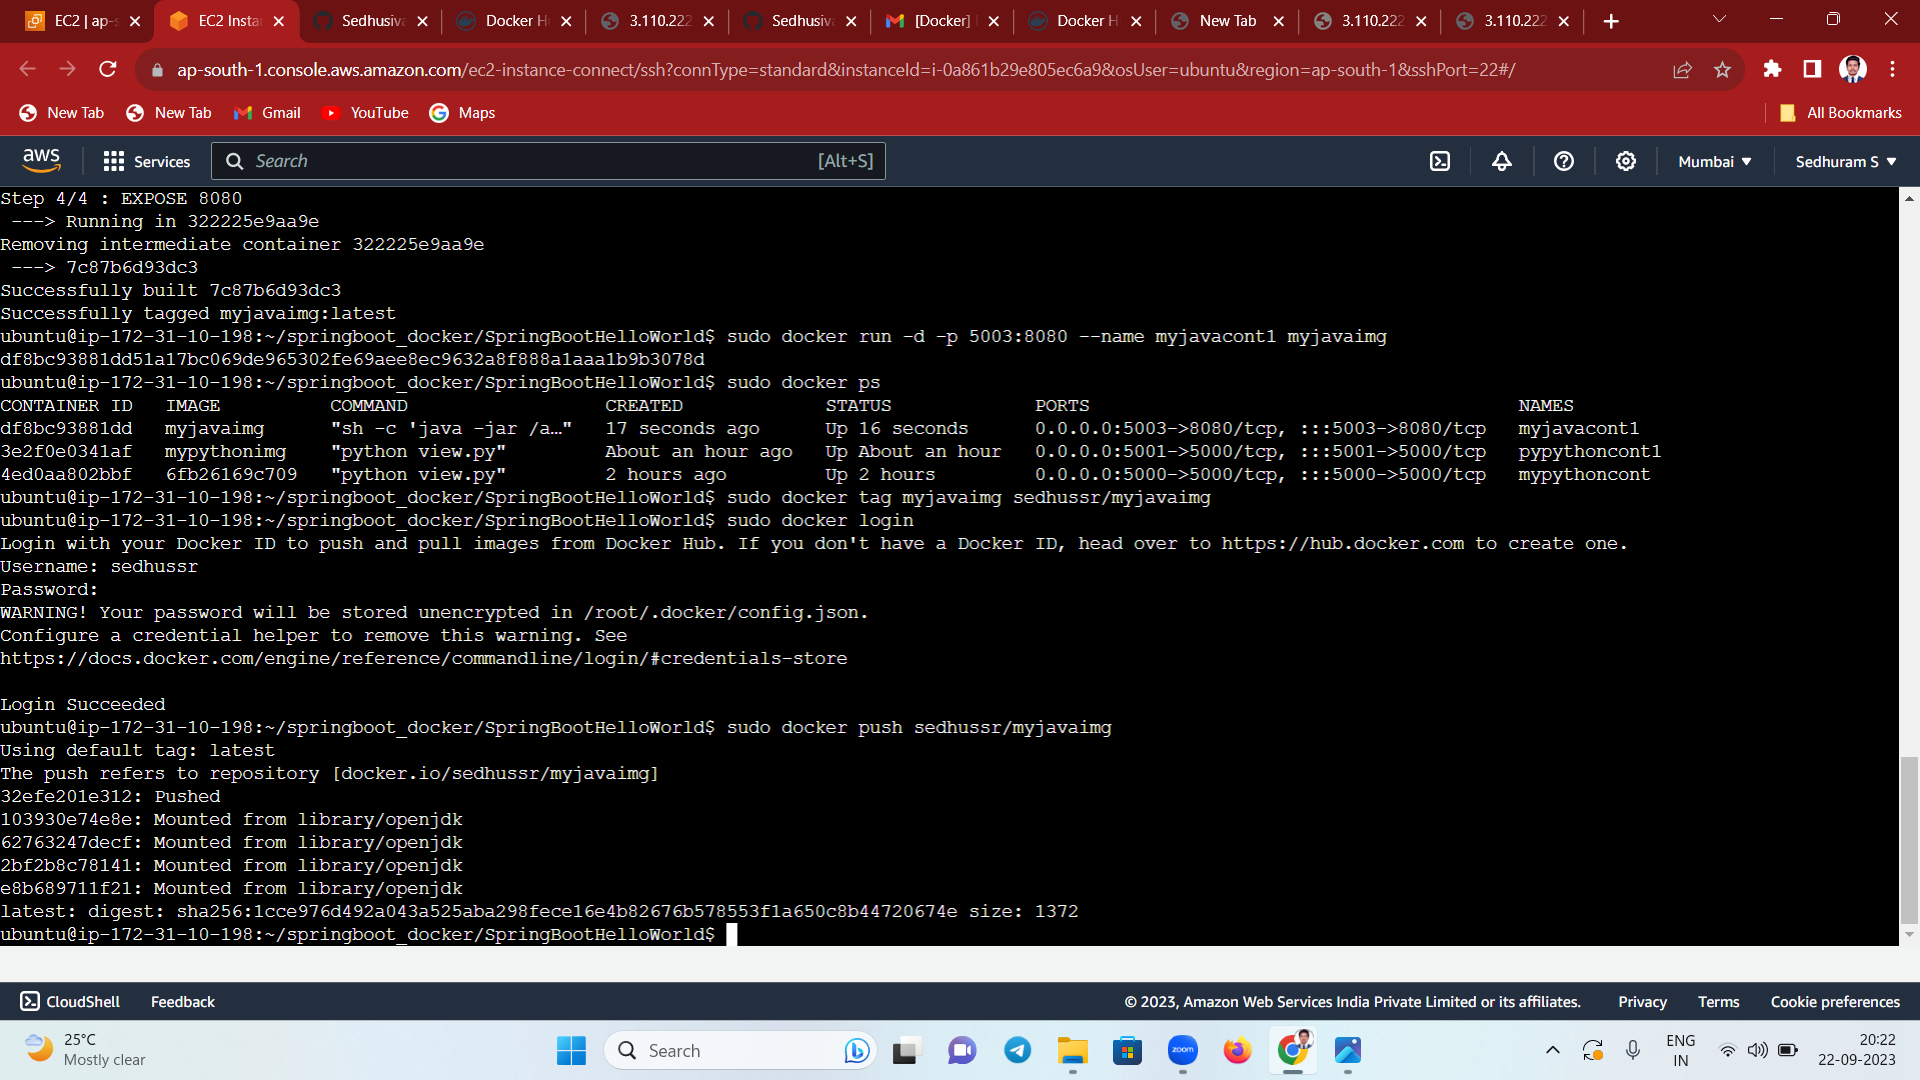 EC2 | ap-s
EC2 Insta
Sedhusiva
Docker H
3.110.222
Sedhusiv
[Docker]
Docker H
New Tab
3.110.222
3.110.222
ap-south-1.console.aws.amazon.com/ec2-instance-connect/ssh?connType=standard&instanceId=i-0a861b29e805ec6a9&osUser=ubuntu&region=ap-south-1&sshPort=22#/
New Tab
New Tab
Gmail
YouTube
Maps
All Bookmarks
aws
Services
Search
[Alt+S]
Mumbai
Sedhuram S
Step 4/4 : EXPOSE 8080
---> Running in 322225e9aa9e
Removing intermediate container 322225e9aa9e
---> 7c87b6d93dc3
Successfully built 7c87b6d93dc3
Successfully tagged myjavaimg:latest
ubuntu@ip-172-31-10-198:~/springboot_docker/SpringBootHelloWorld$ sudo docker run -d -p 5003:8080 --name myjavacont1 myjavaimg
df8bc93881dd51a17bc069de965302fe69aee8ec9632a8f888a1aaa1b9b3078d
ubuntu@ip-172-31-10-198:~/springboot_docker/SpringBootHelloWorld$ sudo docker ps
CONTAINER ID   IMAGE   COMMAND   CREATED   STATUS   PORTS   NAMES
df8bc93881dd   myjavaimg   "sh -c 'java -jar /a…"   17 seconds ago   Up 16 seconds   0.0.0.0:5003->8080/tcp, :::5003->8080/tcp   myjavacont1
3e2f0e0341af   mypythonimg   "python view.py"   About an hour ago   Up About an hour   0.0.0.0:5001->5000/tcp, :::5001->5000/tcp   pypythoncont1
4ed0aa802bbf   6fb26169c709   "python view.py"   2 hours ago   Up 2 hours   0.0.0.0:5000->5000/tcp, :::5000->5000/tcp   mypythoncont
ubuntu@ip-172-31-10-198:~/springboot_docker/SpringBootHelloWorld$ sudo docker tag myjavaimg sedhussr/myjavaimg
ubuntu@ip-172-31-10-198:~/springboot_docker/SpringBootHelloWorld$ sudo docker login
Login with your Docker ID to push and pull images from Docker Hub. If you don't have a Docker ID, head over to https://hub.docker.com to create one.
Username: sedhussr
Password:
WARNING! Your password will be stored unencrypted in /root/.docker/config.json.
Configure a credential helper to remove this warning. See
https://docs.docker.com/engine/reference/commandline/login/#credentials-store
Login Succeeded
ubuntu@ip-172-31-10-198:~/springboot_docker/SpringBootHelloWorld$ sudo docker push sedhussr/myjavaimg
Using default tag: latest
The push refers to repository [docker.io/sedhussr/myjavaimg]
32efe201e312: Pushed
103930e74e8e: Mounted from library/openjdk
62763247decf: Mounted from library/openjdk
2bf2b8c78141: Mounted from library/openjdk
e8b689711f21: Mounted from library/openjdk
latest: digest: sha256:1cce976d492a043a525aba298fece16e4b82676b578553f1a650c8b44720674e size: 1372
ubuntu@ip-172-31-10-198:~/springboot_docker/SpringBootHelloWorld$
CloudShell
Feedback
© 2023, Amazon Web Services India Private Limited or its affiliates.
Privacy
Terms
Cookie preferences
25°C
Mostly clear
Search
zoom
ENG
IN
20:22
22-09-2023